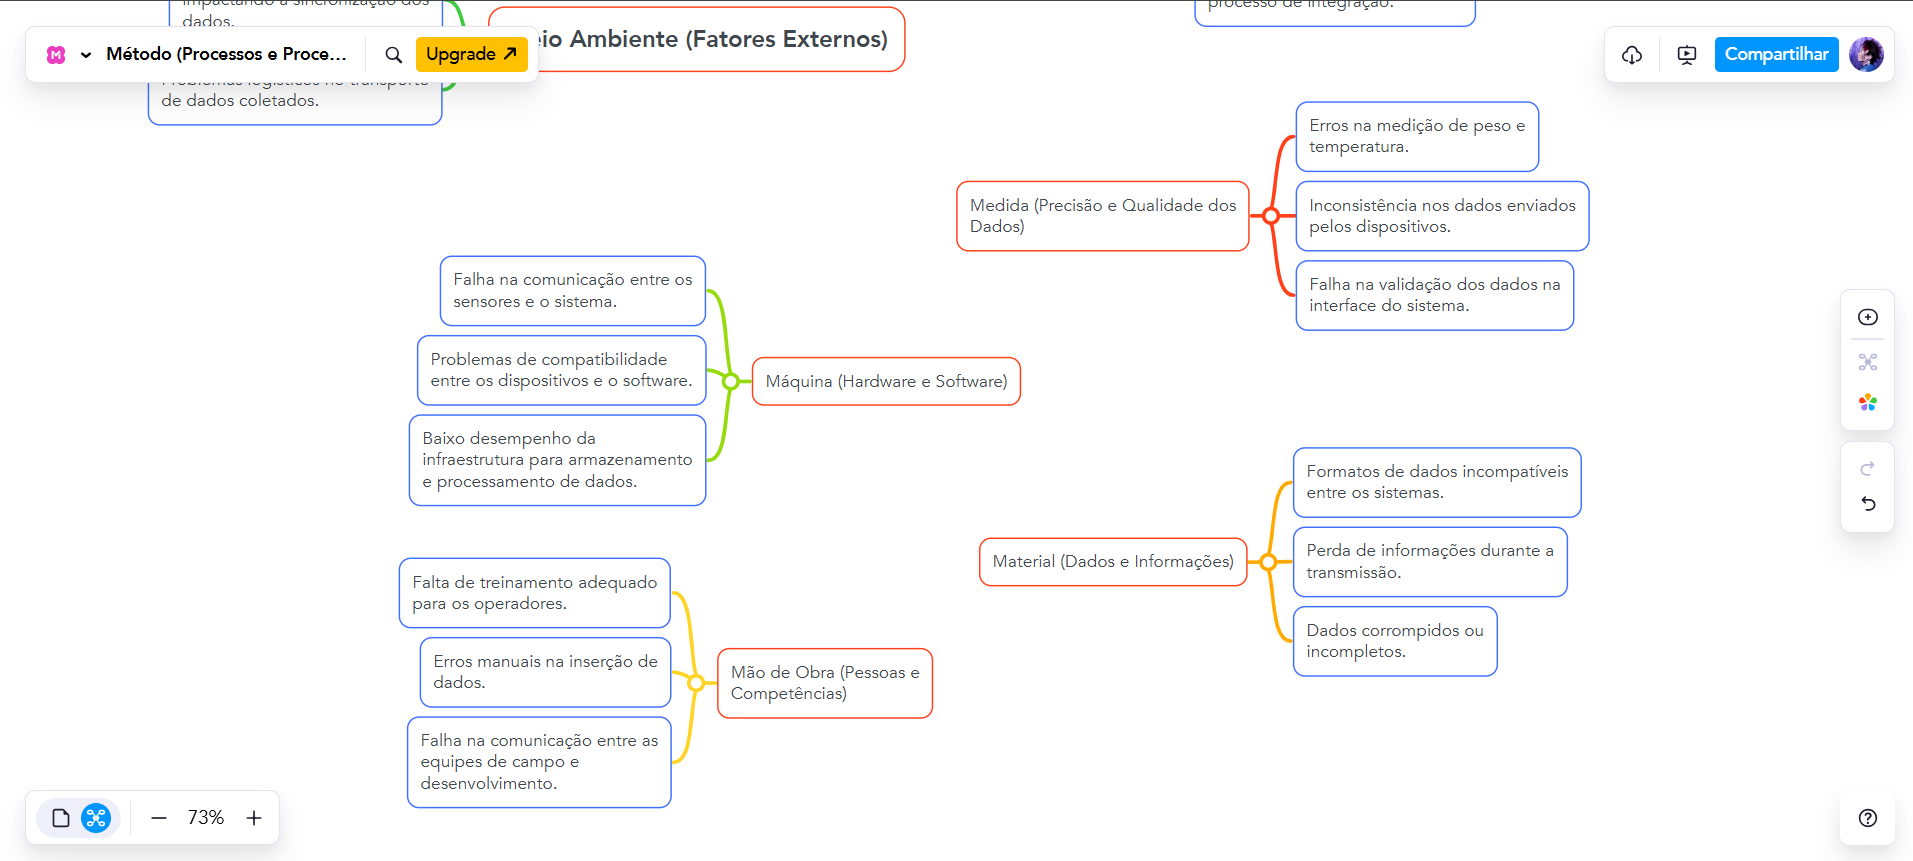 impactando a sincronização dos
dados.
Método (Processos e Proce...
Upgrade
io Ambiente (Fatores Externos)
processo de integração.
Compartilhar
de dados coletados.
Erros na medição de peso e
temperatura.
Medida (Precisão e Qualidade dos
Dados)
Inconsistência nos dados enviados
pelos dispositivos.
Falha na validação dos dados na
interface do sistema.
Falha na comunicação entre os
sensores e o sistema.
Problemas de compatibilidade
entre os dispositivos e o software.
Máquina (Hardware e Software)
Baixo desempenho da
infraestrutura para armazenamento
e processamento de dados.
Formatos de dados incompatíveis
entre os sistemas.
Material (Dados e Informações)
Perda de informações durante a
transmissão.
Dados corrompidos ou
incompletos.
Falta de treinamento adequado
para os operadores.
Erros manuais na inserção de
dados.
Mão de Obra (Pessoas e
Competências)
Falha na comunicação entre as
equipes de campo e
desenvolvimento.
73%